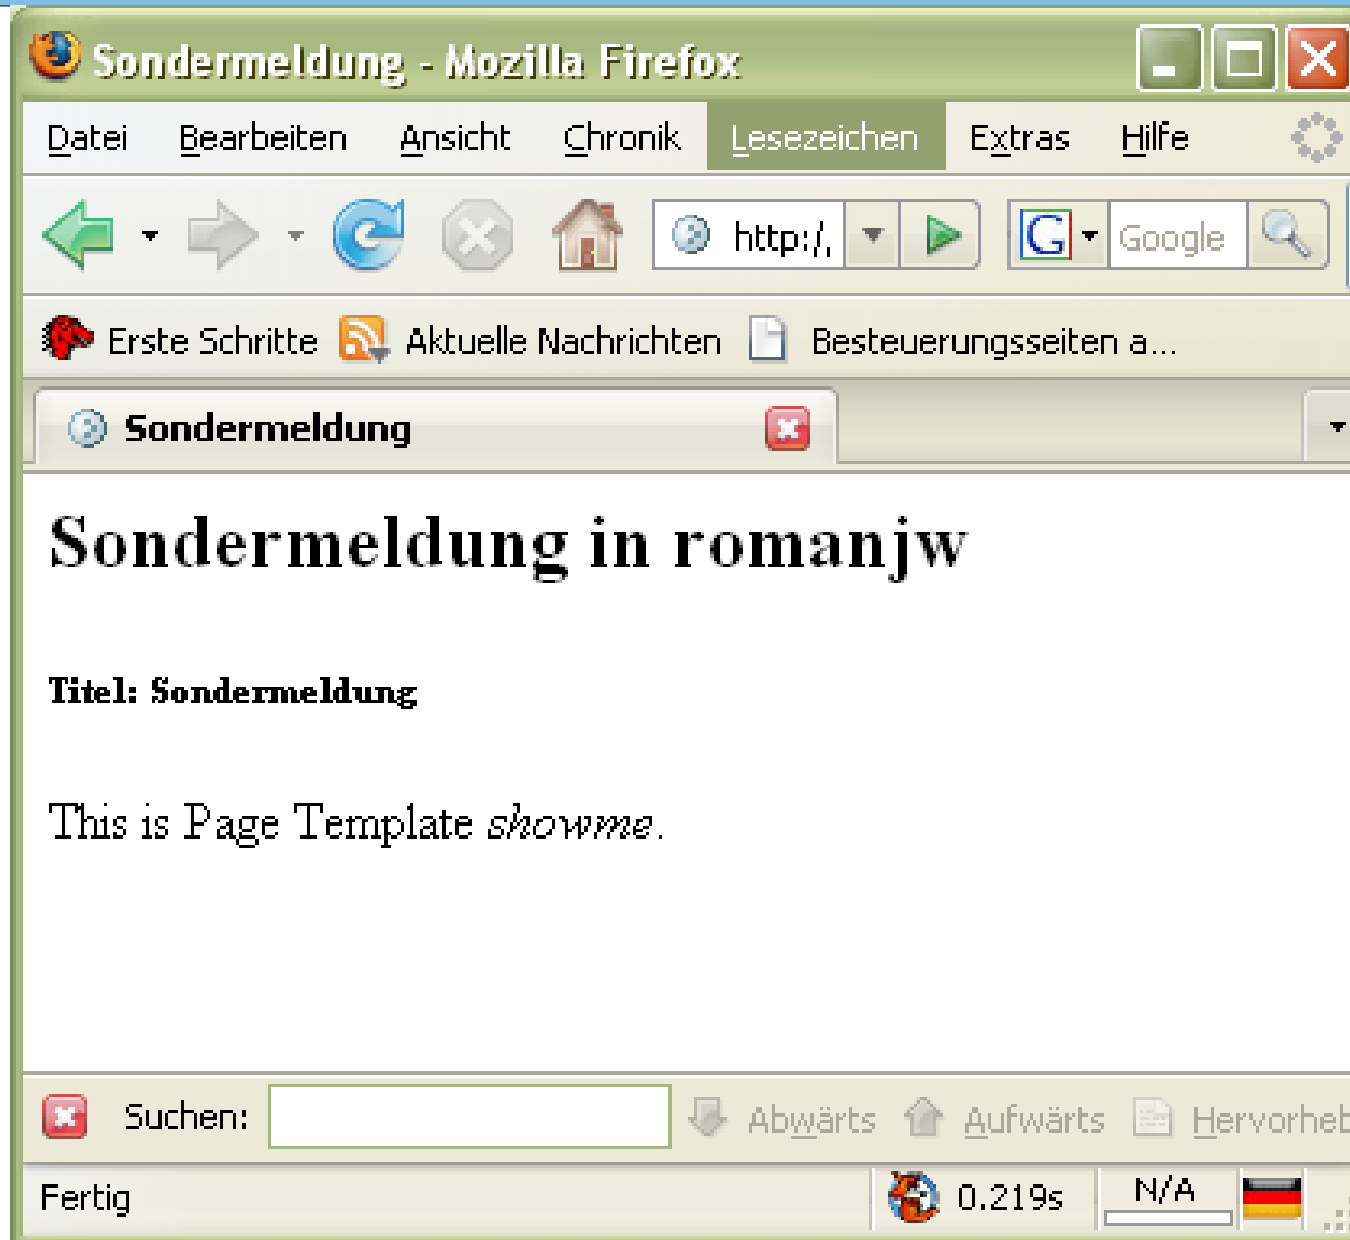 Sondermeldung - Mozilla Firefox
Datei Bearbeiten Ansicht Chronik Lesezeichen Extras Hilfe
http:/, G Google
Erste Schritte Aktuelle Nachrichten Besteuerungsseiten a...
Sondermeldung
Sondermeldung in romanjw
Titel: Sondermeldung
This is Page Template showme.
Suchen: Abwärts Aufwärts Hervorheb
Fertig 0.219s N/A